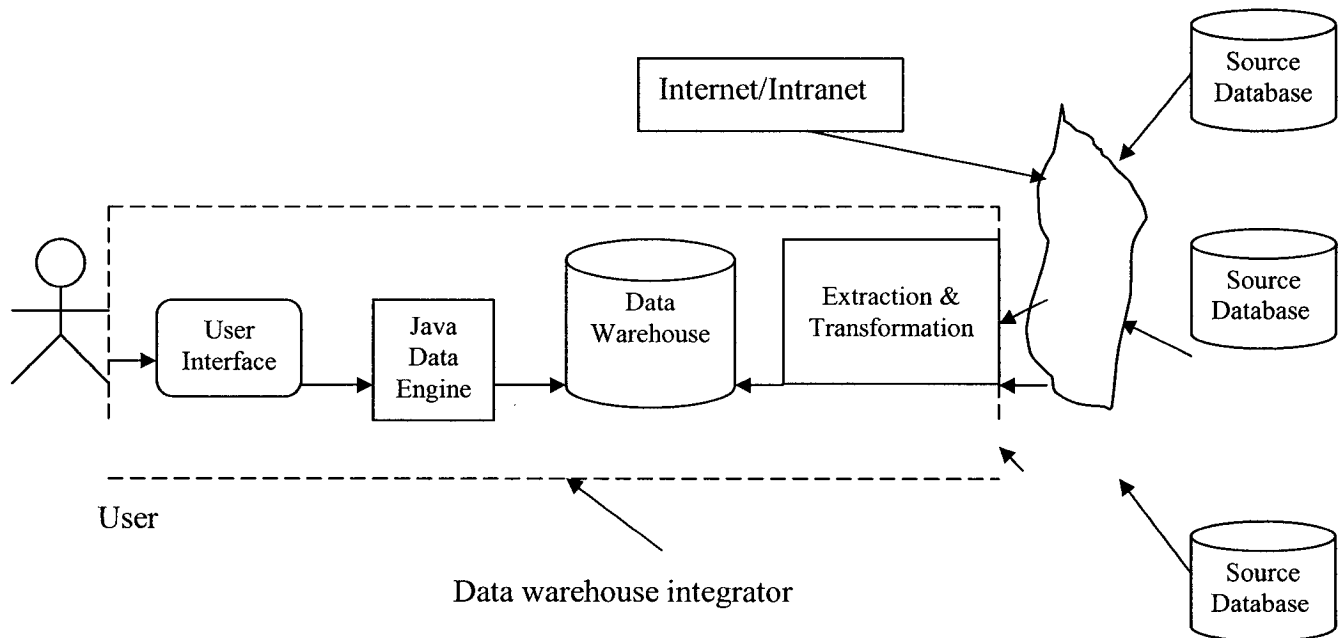 Source
Database
Internet/Intranet
Source
Database
User
Interface
Java
Data
Engine
Data
Warehouse
Extraction &
Transformation
User
Data warehouse integrator
Source
Database